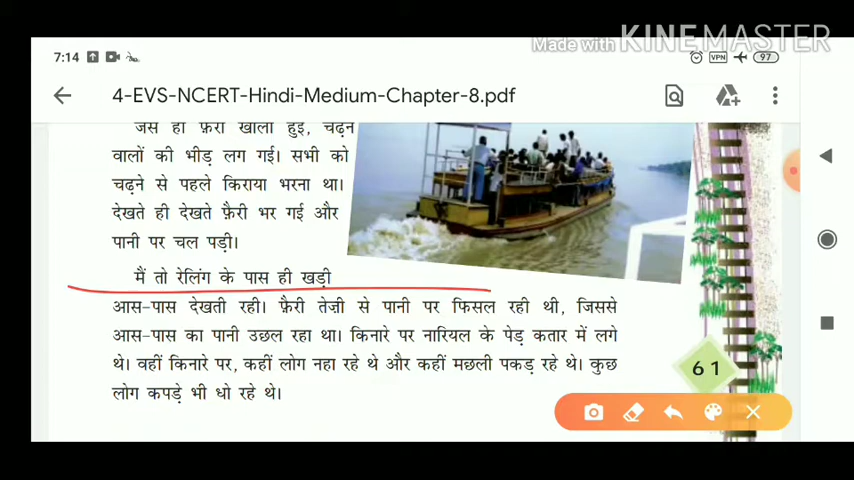 Made with KINEMASTER
7:14
VPN
97
4-EVS-NCERT-Hindi-Medium-Chapter-8.pdf
जैसे ही फ़ेरी खाली हुई, चढ़ने
वालों की भीड़ लग गई। सभी को
चढ़ने से पहले किराया भरना था।
देखते ही देखते फ़ैरी भर गई और
पानी पर चल पड़ी।
मैं तो रेलिंग के पास ही खड़ी
आस-पास देखती रही। फ़ैरी तेज़ी से पानी पर फिसल रही थी, जिससे
आस-पास का पानी उछल रहा था। किनारे पर नारियल के पेड़ कतार में लगे
थे। वहीं किनारे पर, कहीं लोग नहा रहे थे और कहीं मछली पकड़ रहे थे। कुछ
लोग कपड़े भी धो रहे थे।
61